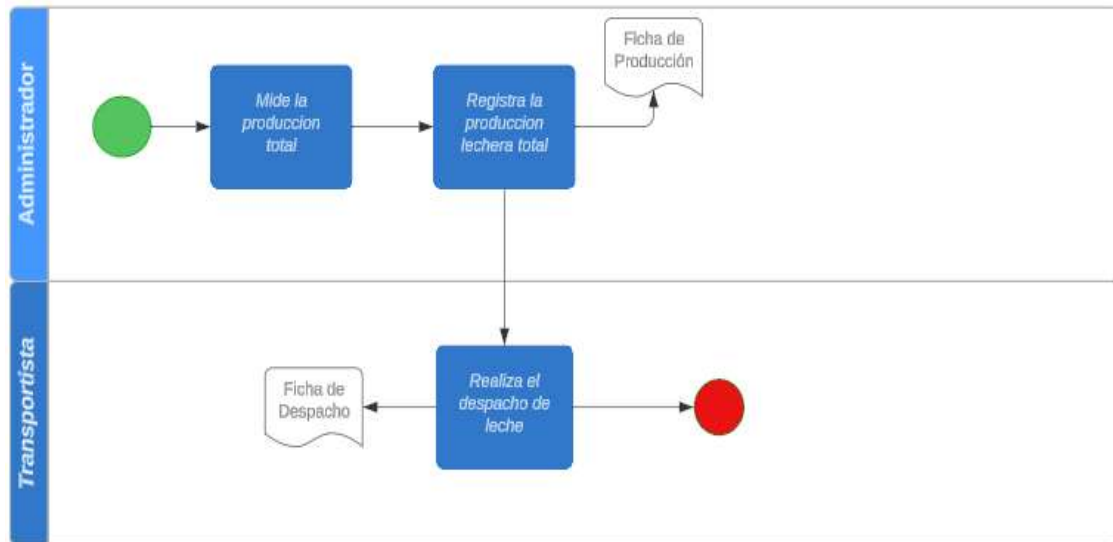 Administrador
Mide la
produccion
total
Registra la
produccion
lechera total
Ficha de
Producción
Transportista
Ficha de
Despacho
Realiza el
despacho de
leche